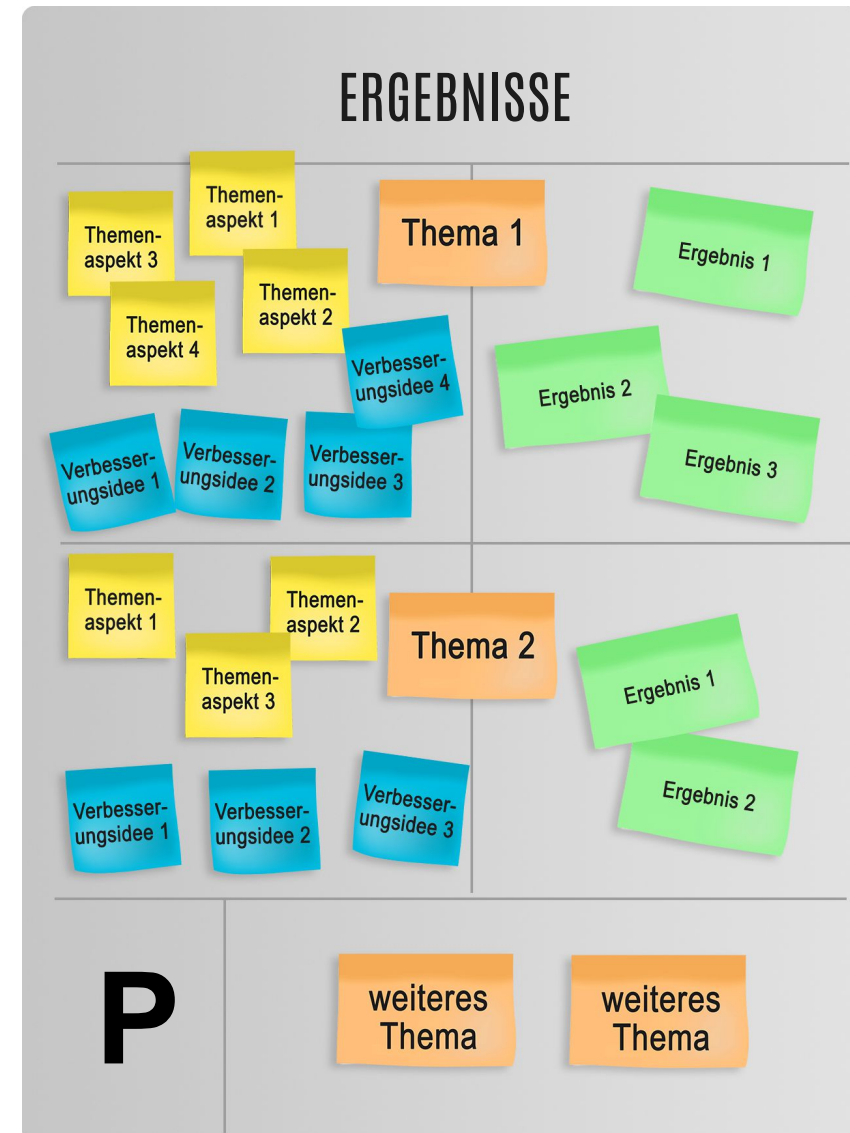 ERGEBNISSE
Themen-
aspekt 1
Themen-
aspekt 3
Themen-
aspekt 2
Themen-
aspekt 4
Thema 1
Ergebnis 1
Verbesser-
ungsidee 4
Ergebnis 2
Verbesser-
ungsidee 1
Verbesser-
ungsidee 2
Verbesser-
ungsidee 3
Ergebnis 3
Themen-
aspekt 1
Themen-
aspekt 2
Themen-
aspekt 3
Thema 2
Ergebnis 1
Verbesser-
ungsidee 1
Verbesser-
ungsidee 2
Verbesser-
ungsidee 3
Ergebnis 2
P
weiteres
Thema
weiteres
Thema